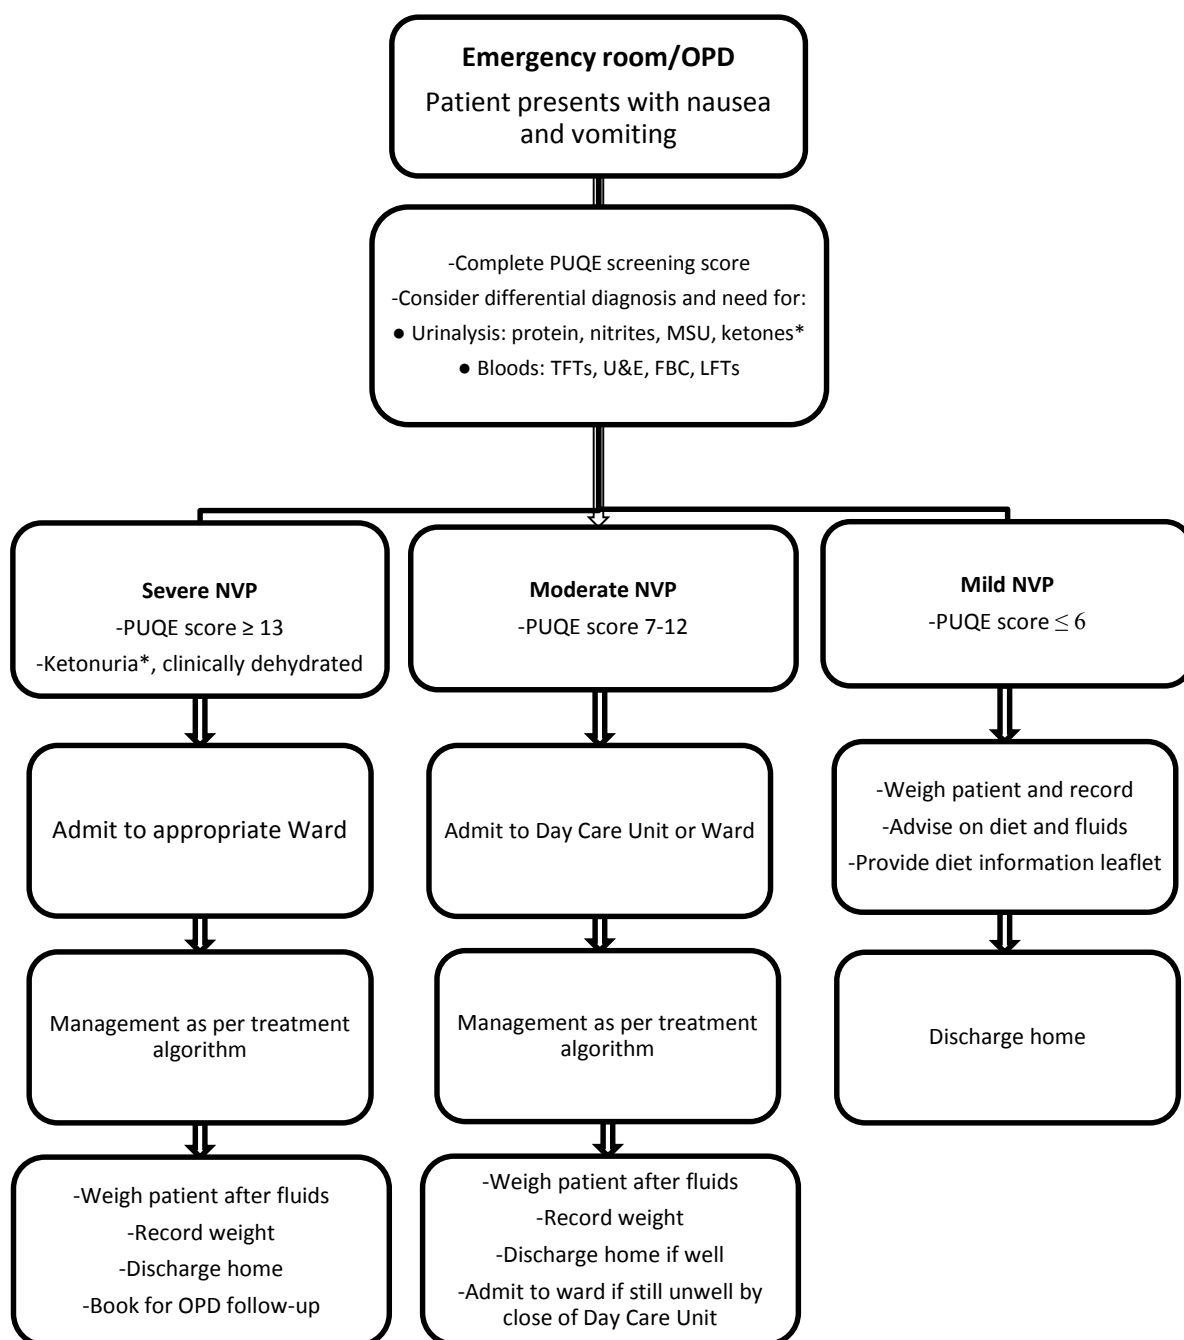 Emergency room/OPD
Patient presents with nausea
and vomiting
-Complete PUQE screening score
-Consider differential diagnosis and need for:
● Urinalysis: protein, nitrites, MSU, ketones*
● Bloods: TFTs, U&E, FBC, LFTs
Severe NVP
-PUQE score ≥ 13
-Ketonuria*, clinically dehydrated
Moderate NVP
-PUQE score 7-12
Mild NVP
-PUQE score ≤ 6
Admit to appropriate Ward
Admit to Day Care Unit or Ward
-Weigh patient and record
-Advise on diet and fluids
-Provide diet information leaflet
Management as per treatment
algorithm
Management as per treatment
algorithm
Discharge home
-Weigh patient after fluids
-Record weight
-Discharge home
-Book for OPD follow-up
-Weigh patient after fluids
-Record weight
-Discharge home if well
-Admit to ward if still unwell by
close of Day Care Unit